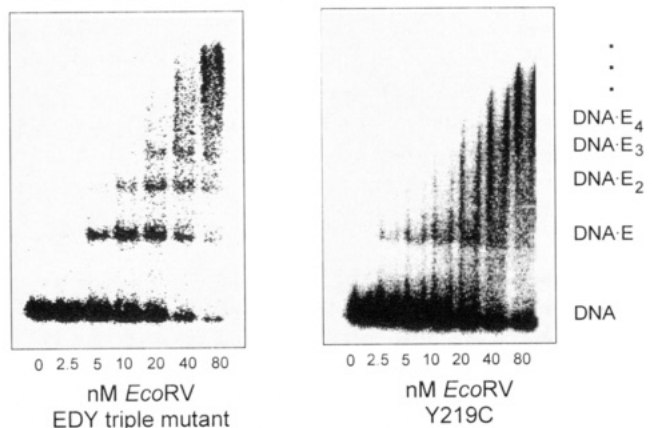 DNA·E₄
DNA·E₃
DNA·E₂
DNA·E
DNA
0 2.5 5 10 20 40 80
nM EcoRV
EDY triple mutant
0 2.5 5 10 20 40 80
nM EcoRV
Y219C